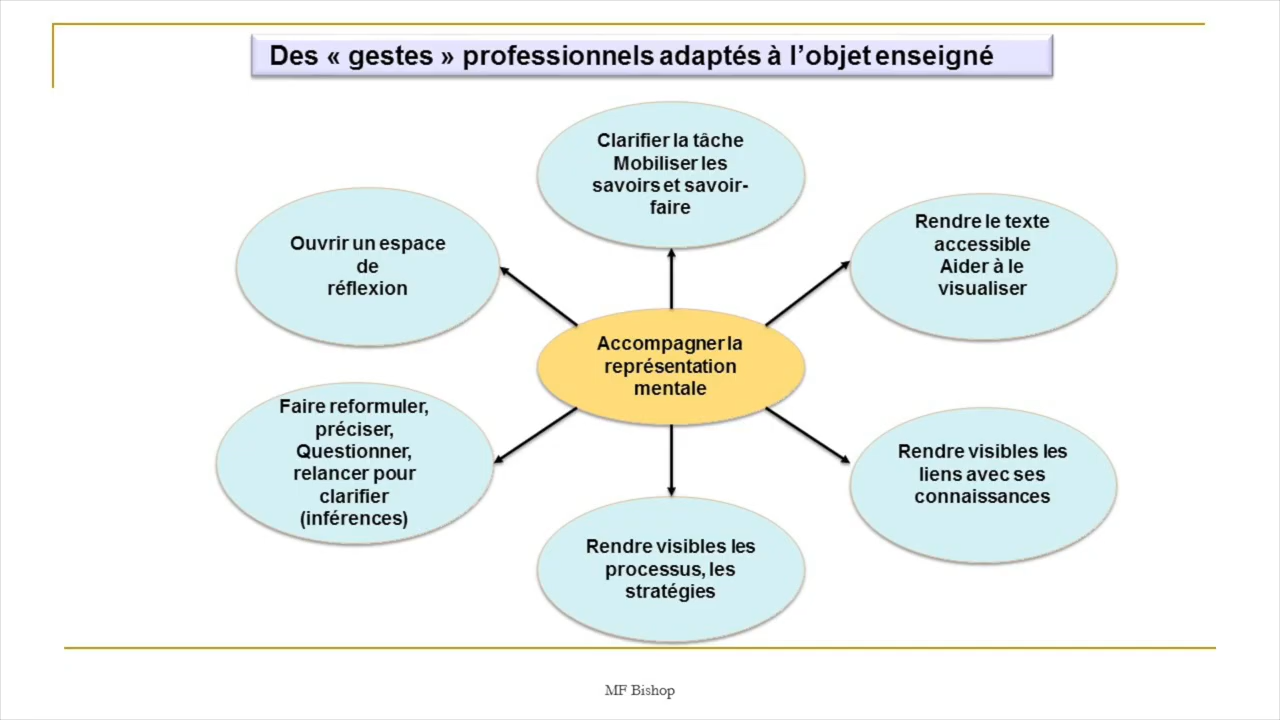 Des « gestes » professionnels adaptés à l’objet enseigné
Clarifier la tâche
Mobiliser les
savoirs et savoir-
faire
Ouvrir un espace
de
réflexion
Rendre le texte
accessible
Aider à le
visualiser
Accompagner la
représentation
mentale
Faire reformuler,
préciser,
Questionner,
relancer pour
clarifier
(inférences)
Rendre visibles les
liens avec ses
connaissances
Rendre visibles les
processus, les
stratégies
MF Bishop